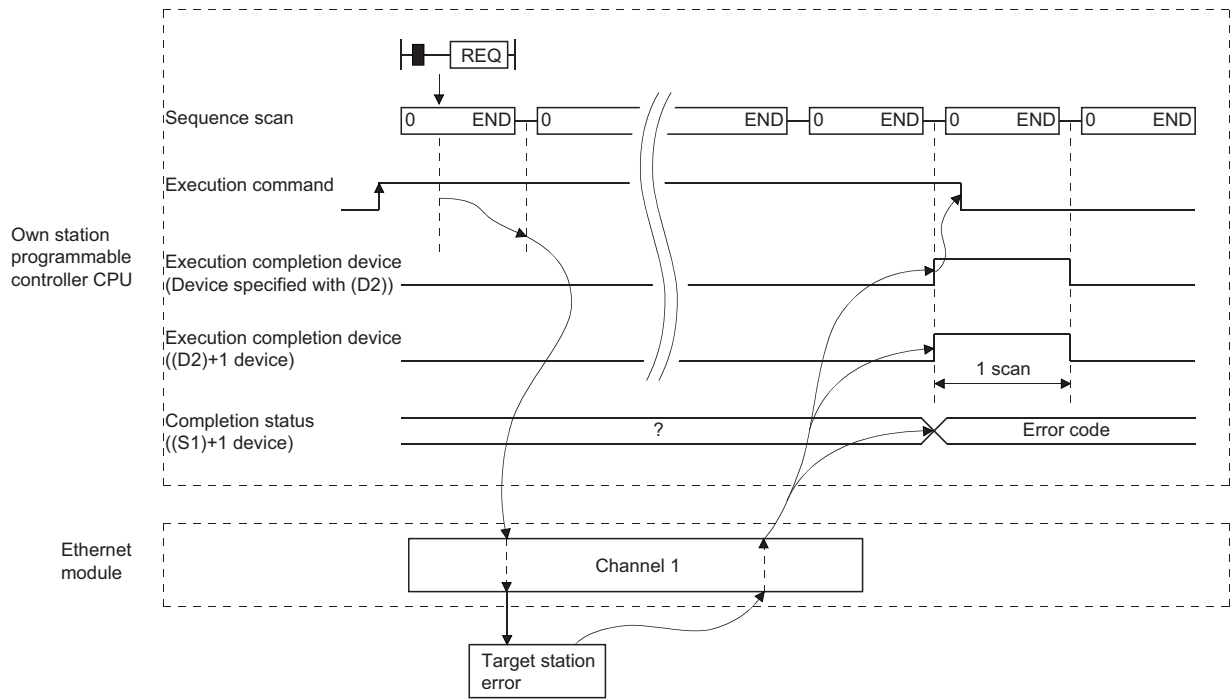 REQ
Sequence scan
0 END 0 END 0 END 0 END 0 END
Execution command
Own station
programmable
controller CPU
Execution completion device
(Device specified with (D2))
Execution completion device
((D2)+1 device)
1 scan
Completion status
((S1)+1 device)
?
Error code
Ethernet
module
Channel 1
Target station
error